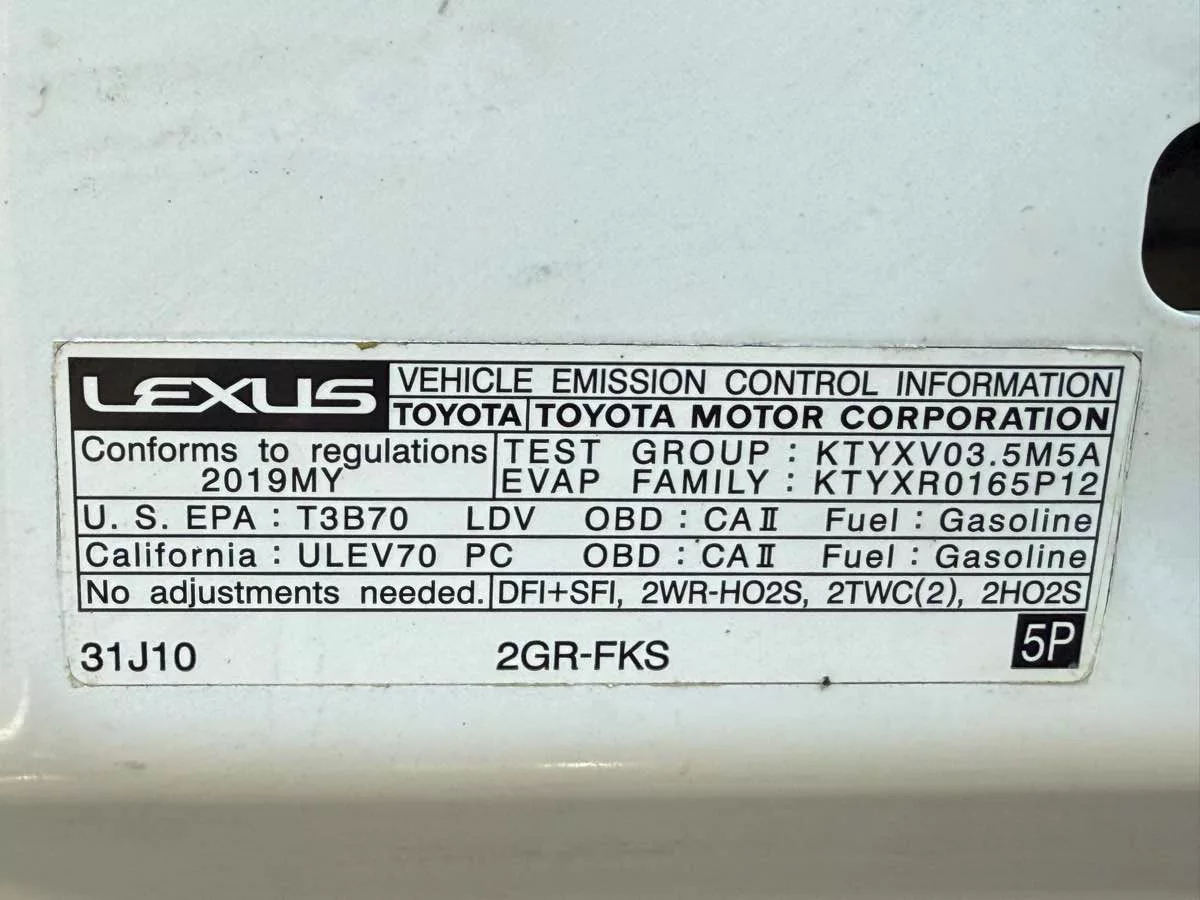 LEXUS VEHICLE EMISSION CONTROL INFORMATION
TOYOTA TOYOTA MOTOR CORPORATION
Conforms to regulations TEST GROUP : KTYXV03.5M5A
2019MY EVAP FAMILY : KTYXR0165P12
U. S. EPA : T3B70 LDV OBD : CAⅡ Fuel : Gasoline
California : ULEV70 PC OBD : CAⅡ Fuel : Gasoline
No adjustments needed. DFI+SFI, 2WR-HO2S, 2TWC(2), 2HO2S
31J10 2GR-FKS 5P